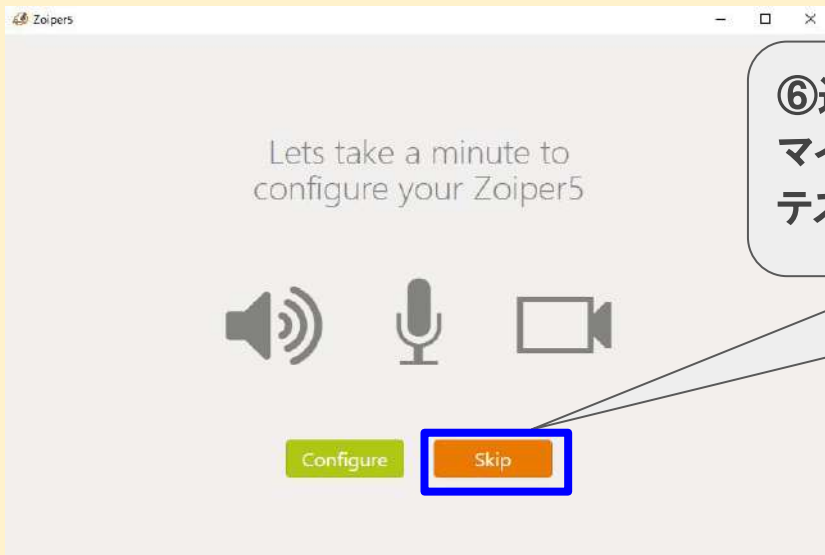 Zoiper5
Lets take a minute to
configure your Zoiper5
Configure
Skip
⑥
マイ
テス